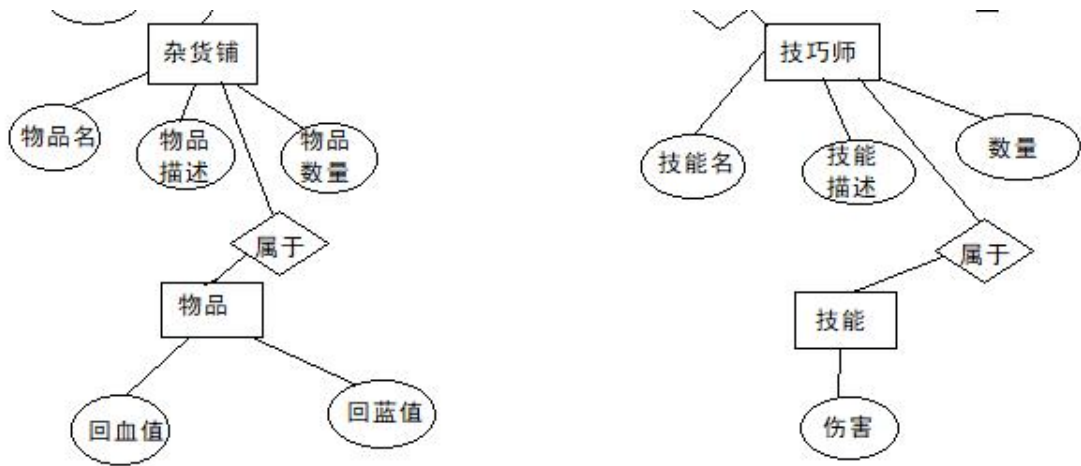 杂货铺
技巧师
物品名
物品
描述
物品
数量
技能名
技能
描述
数量
属于
属于
物品
技能
回血值
回蓝值
伤害